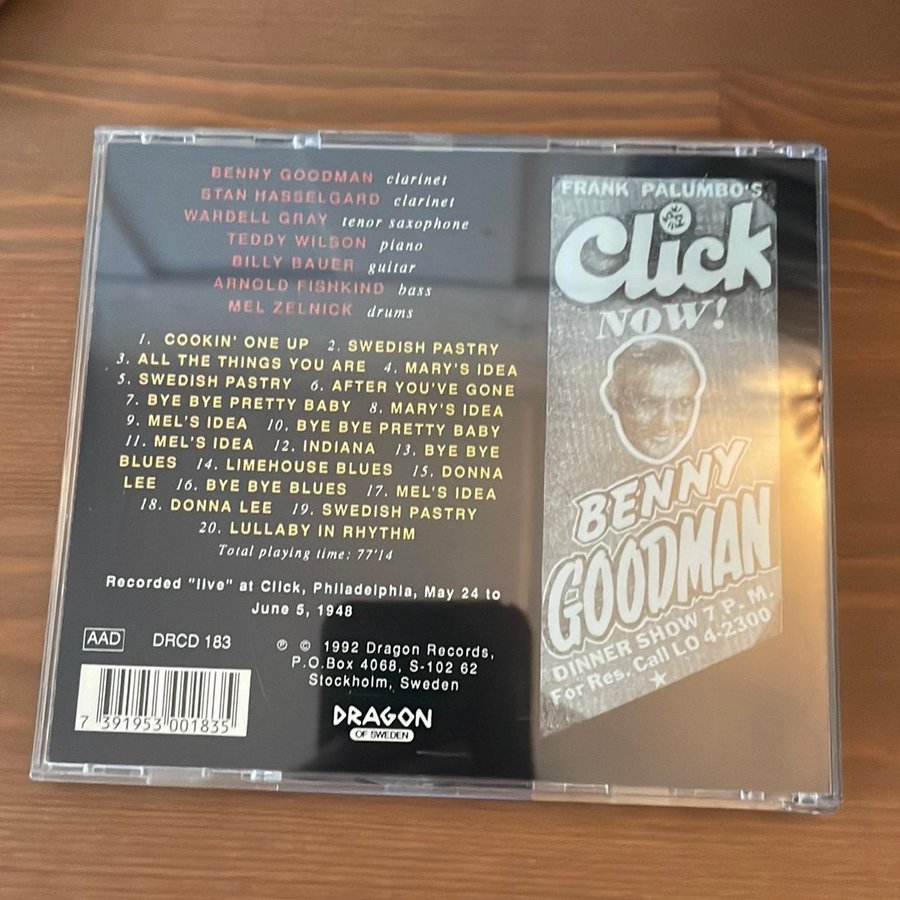 BENNY GOODMAN clarinet
STAN HASSELGARD clarinet
WARDELL GRAY tenor saxophone
TEDDY WILSON piano
BILLY BAUER guitar
ARNOLD FISHKIND bass
MEL ZELNICK drums
1. COOKIN' ONE UP 2. SWEDISH PASTRY
3. ALL THE THINGS YOU ARE 4. MARY'S IDEA
5. SWEDISH PASTRY 6. AFTER YOU'VE GONE
7. BYE BYE PRETTY BABY 8. MARY'S IDEA
9. MEL'S IDEA 10. BYE BYE PRETTY BABY
11. MEL'S IDEA 12. INDIANA 13. BYE BYE
BLUES 14. LIMEHOUSE BLUES 15. DONNA
LEE 16. BYE BYE BLUES 17. MEL'S IDEA
18. DONNA LEE 19. SWEDISH PASTRY
20. LULLABY IN RHYTHM
Total playing time: 77'14
Recorded "live" at Click, Philadelphia, May 24 to
June 5, 1948
AAD DRCD 183
℗ © 1992 Dragon Records,
P.O.Box 4068, S-102 62
Stockholm, Sweden
7 391953 001835
DRAGON
OF SWEDEN
FRANK PALUMBO'S
Click
NOW!
BENNY
GOODMAN
DINNER SHOW 7 P.M.
For Res. Call LO 4-2300